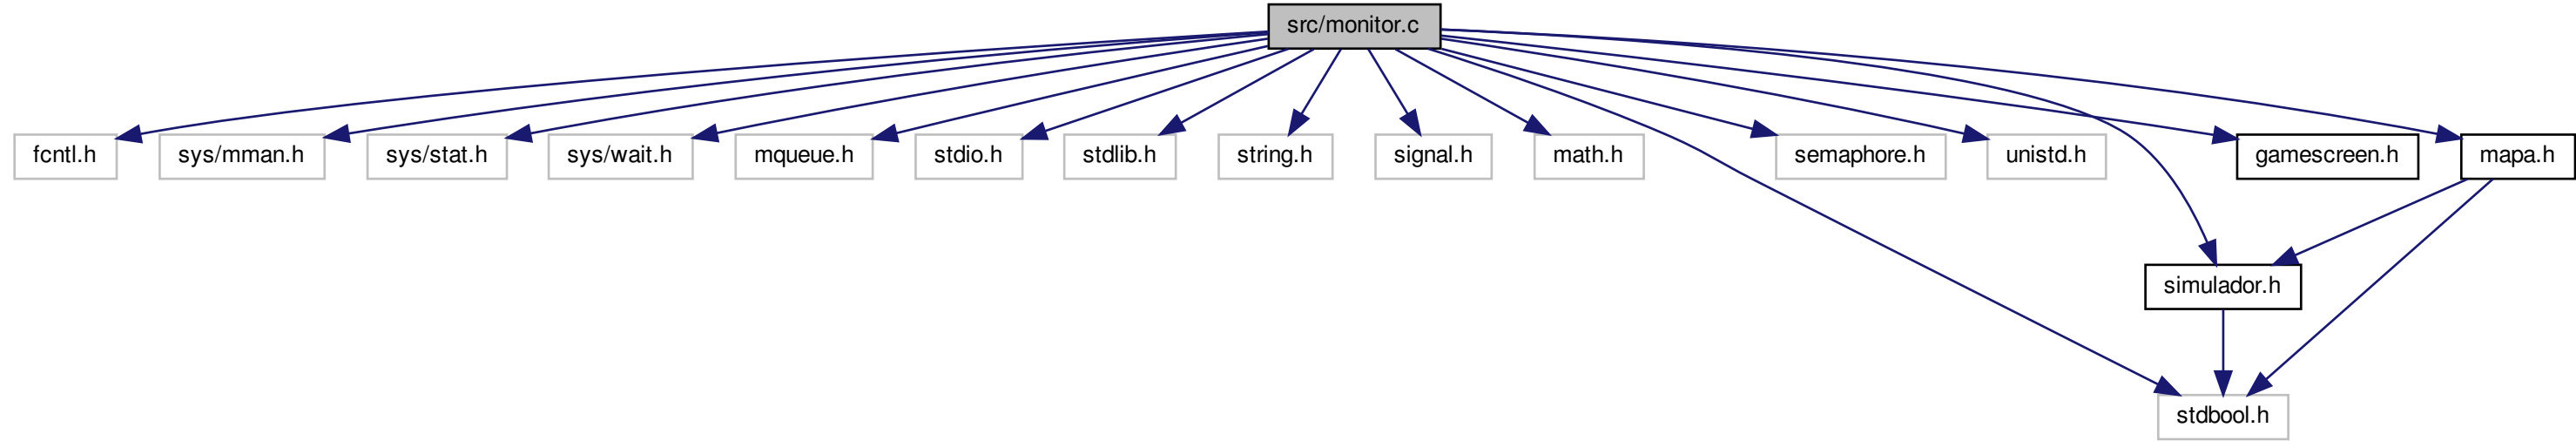 src/monitor.c
fcntl.h
sys/mman.h
sys/stat.h
sys/wait.h
mqueue.h
stdio.h
stdlib.h
string.h
signal.h
math.h
semaphore.h
unistd.h
gamescreen.h
mapa.h
simulador.h
stdbool.h